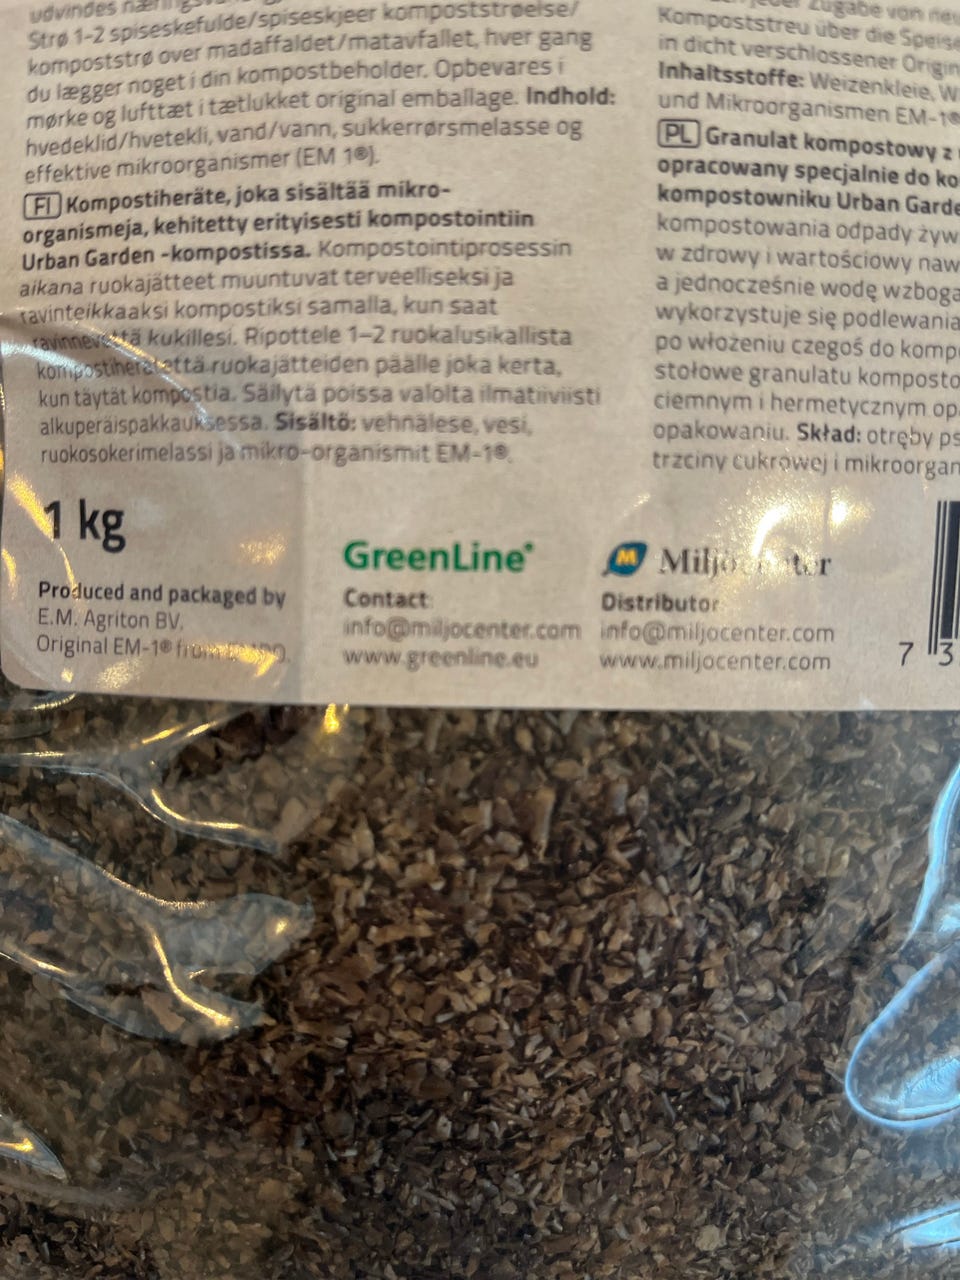 udvindes
Strø 1-2 spiseskefulde/spiseskjeer kompoststrøelse/
kompoststrø over madaffaldet/matavfallet, hver gang
du lægger noget i din kompostbeholder. Opbevares i
mørke og lufttæt i tætlukket original emballage. Indhold:
hvedeklid/hvetekli, vand/vann, sukkerrørsmelasse og
effektive mikroorganismer (EM 1®).
FI Kompostiheräte, joka sisältää mikro-
organismeja, kehitetty erityisesti kompostointiin
Urban Garden -kompostissa. Kompostointiprosessin
aikana ruokajätteet muuntuvat terveelliseksi ja
ravinteikkaaksi kompostiksi samalla, kun saat
kukillesi. Ripottele 1–2 ruokalusikallista
ruokajätteiden päälle joka kerta,
kun täytät kompostia. Säilytä poissa valolta ilmatiiviisti
alkuperäispakkauksessa. Sisältö: vehnälese, vesi,
ruokosokerimelassi ja mikro-organismit EM-1®.
1 kg
Produced and packaged by
E.M. Agriton BV.
Original EM-1® from
GreenLine®
Contact:
info@miljocenter.com
www.greenline.eu
M
Distributor
info@miljocenter.com
www.miljocenter.com
jeder Zugabe von
Kompoststreu über die
in dicht verschlossener
Inhaltsstoffe: Weizenkleie,
und Mikroorganismen EM-1®
PL Granulat kompostowy z
opracowany specjalnie do
kompostowniku Urban
kompostowania odpady
w zdrowy i wartościowy
a jednocześnie wodę
wykorzystuje się
po włożeniu czegoś do
stołowe granulatu
ciemnym i hermetycznym
opakowaniu. Skład: otręby
trzciny cukrowej i
7 3